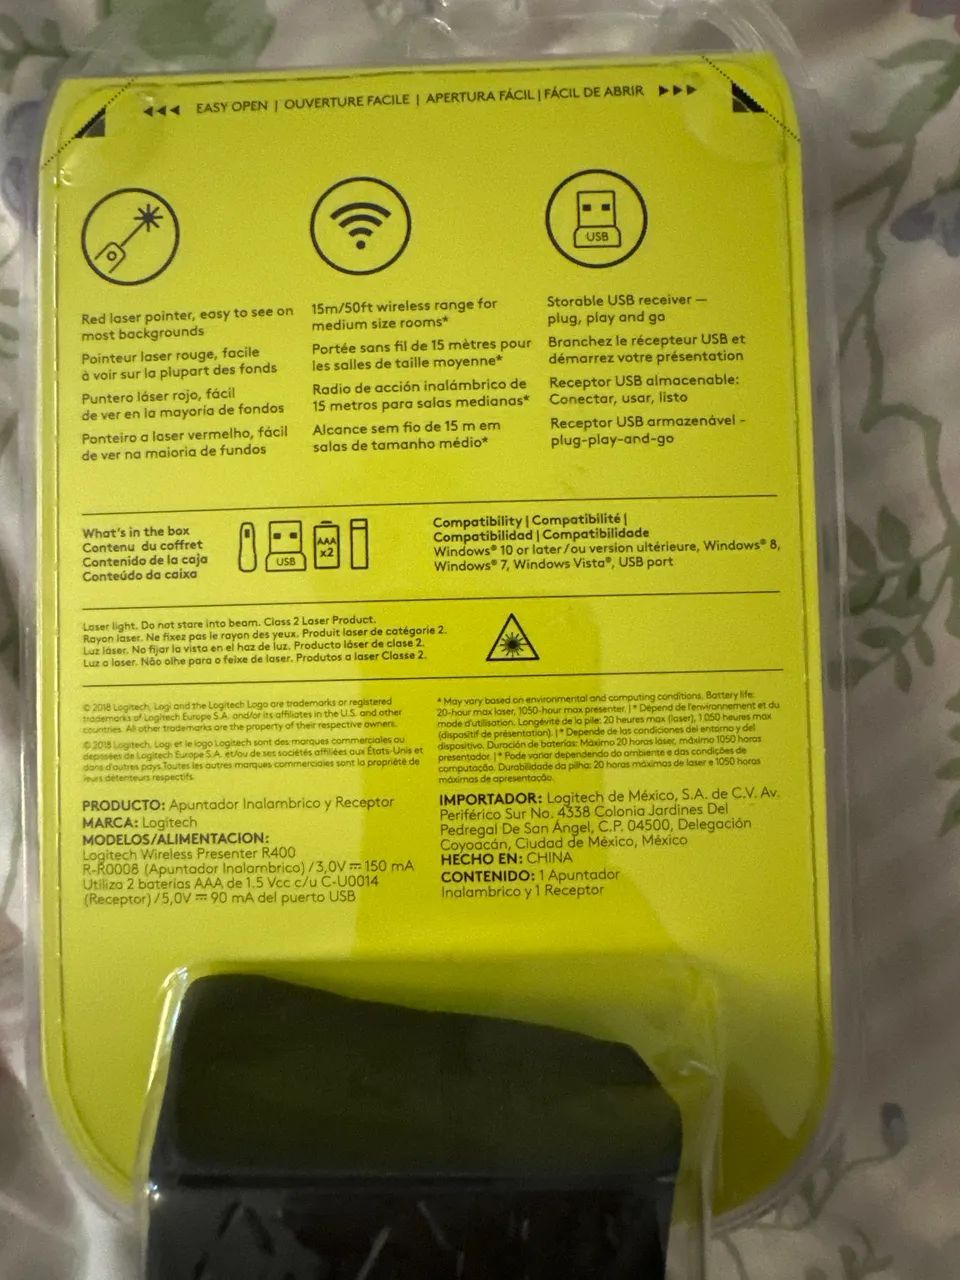 EASY OPEN | OUVERTURE FACILE | APERTURA FÁCIL | FÁCIL DE ABRIR
Red laser pointer, easy to see on
most backgrounds
Pointeur laser rouge, facile
à voir sur la plupart des fonds
Puntero láser rojo, fácil
de ver en la mayoría de fondos
Ponteiro a laser vermelho, fácil
de ver na maioria de fundos
15m/50ft wireless range for
medium size rooms*
Portée sans fil de 15 mètres pour
les salles de taille moyenne*
Radio de acción inalámbrico de
15 metros para salas medianas*
Alcance sem fio de 15 m em
salas de tamanho médio*
USB
Storable USB receiver –
plug, play and go
Branchez le récepteur USB et
démarrez votre présentation
Receptor USB almacenable:
Conectar, usar, listo
Receptor USB armazenável -
plug-play-and-go
What's in the box
Contenu du coffret
Contenido de la caja
Conteúdo da caixa
USB
AAA
x2
Compatibility | Compatibilité |
Compatibilidad | Compatibilidade
Windows® 10 or later/ou version ultérieure, Windows® 8,
Windows® 7, Windows Vista®, USB port
Laser light. Do not stare into beam. Class 2 Laser Product.
Rayon laser. Ne fixez pas le rayon des yeux. Produit laser de catégorie 2.
Luz láser. No fijar la vista en el haz de luz. Producto láser de clase 2.
Luz a laser. Não olhe para o feixe de laser. Produtos a laser Classe 2.
© 2018 Logitech, Logi and the Logitech Logo are trademarks or registered
trademarks of Logitech Europe S.A. and/or its affiliates in the U.S. and other
countries. All other trademarks are the property of their respective owners.
© 2018 Logitech, Logi et le logo Logitech sont des marques commerciales ou
déposées de Logitech Europe S.A. et/ou de ses sociétés affiliées aux États-Unis et
dans d'autres pays. Toutes les autres marques commerciales sont la propriété de
leurs détenteurs respectifs.
* May vary based on environmental and computing conditions. Battery life:
20-hour max laser, 1050-hour max presenter. | * Dépend de l'environnement et du
mode d'utilisation. Longévité de la pile: 20 heures max (laser), 1 050 heures max
(dispositif de présentation). | * Depende de las condiciones del entorno y del
dispositivo. Duración de baterías: Máximo 20 horas láser, máximo 1050 horas
presentador. | * Pode variar dependendo do ambiente e das condições de
computação. Durabilidade da pilha: 20 horas máximas de laser e 1050 horas
máximas de apresentação.
PRODUCTO: Apuntador Inalambrico y Receptor
MARCA: Logitech
MODELOS/ALIMENTACION:
Logitech Wireless Presenter R400
R-R0008 (Apuntador Inalambrico) / 3,0V ⎓ 150 mA
Utiliza 2 baterias AAA de 1.5 Vcc c/u C-U0014
(Receptor) / 5,0V ⎓ 90 mA del puerto USB
IMPORTADOR: Logitech de México, S.A. de C.V. Av.
Periférico Sur No. 4338 Colonia Jardines Del
Pedregal De San Ángel, C.P. 04500, Delegación
Coyoacán, Ciudad de México, México
HECHO EN: CHINA
CONTENIDO: 1 Apuntador
Inalambrico y 1 Receptor